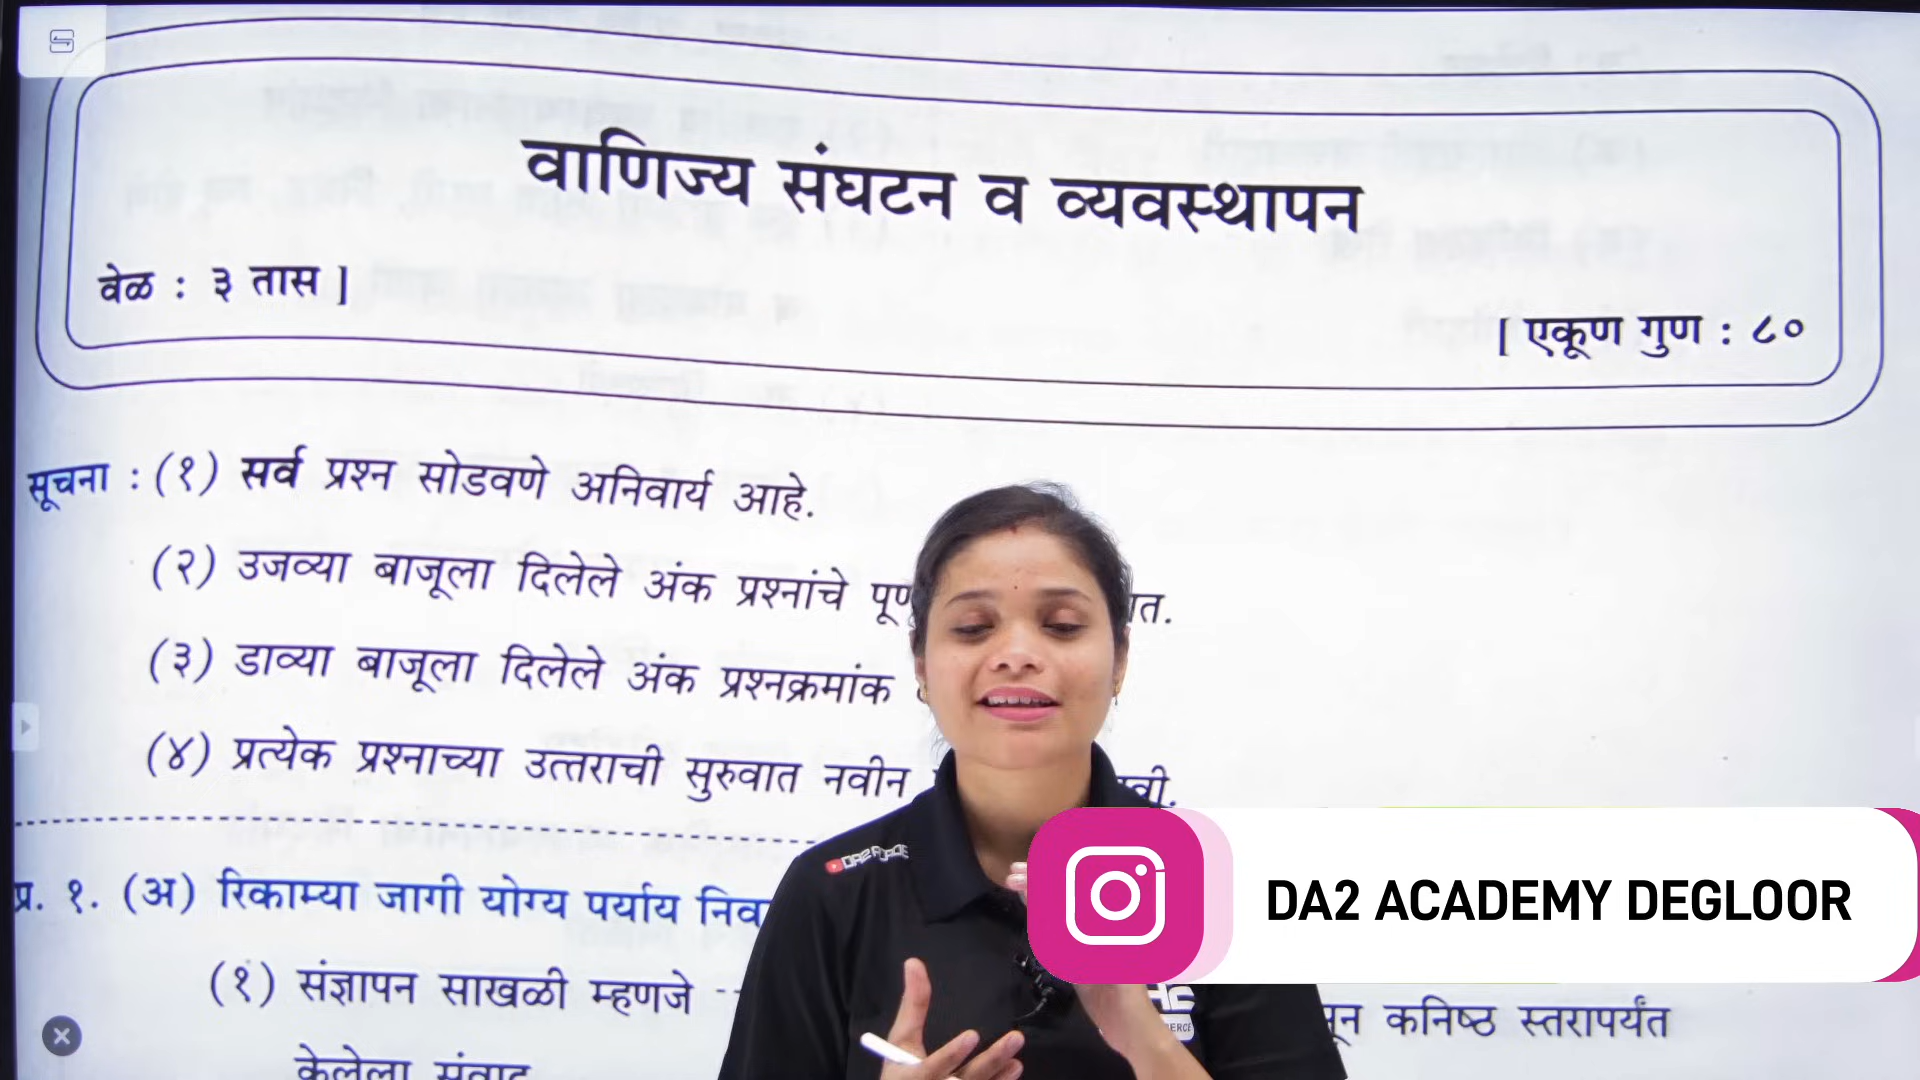 वाणिज्य संघटन व व्यवस्थापन
वेळ : ३ तास ]
[ एकूण गुण : ८०
सूचना : (१) सर्व प्रश्न सोडवणे अनिवार्य आहे.
(२) उजव्या बाजूला दिलेले अंक प्रश्नांचे
(३) डाव्या बाजूला दिलेले अंक प्रश्नक्रमांक
(४) प्रत्येक प्रश्नाच्या उत्तराची सुरुवात नवीन
प्र. १. (अ) रिकाम्या जागी योग्य पर्याय
(१) संज्ञापन साखळी म्हणजे -- कनिष्ठ स्तरापर्यंत
केलेला संवाद
DA2 ACADEMY DEGLOOR